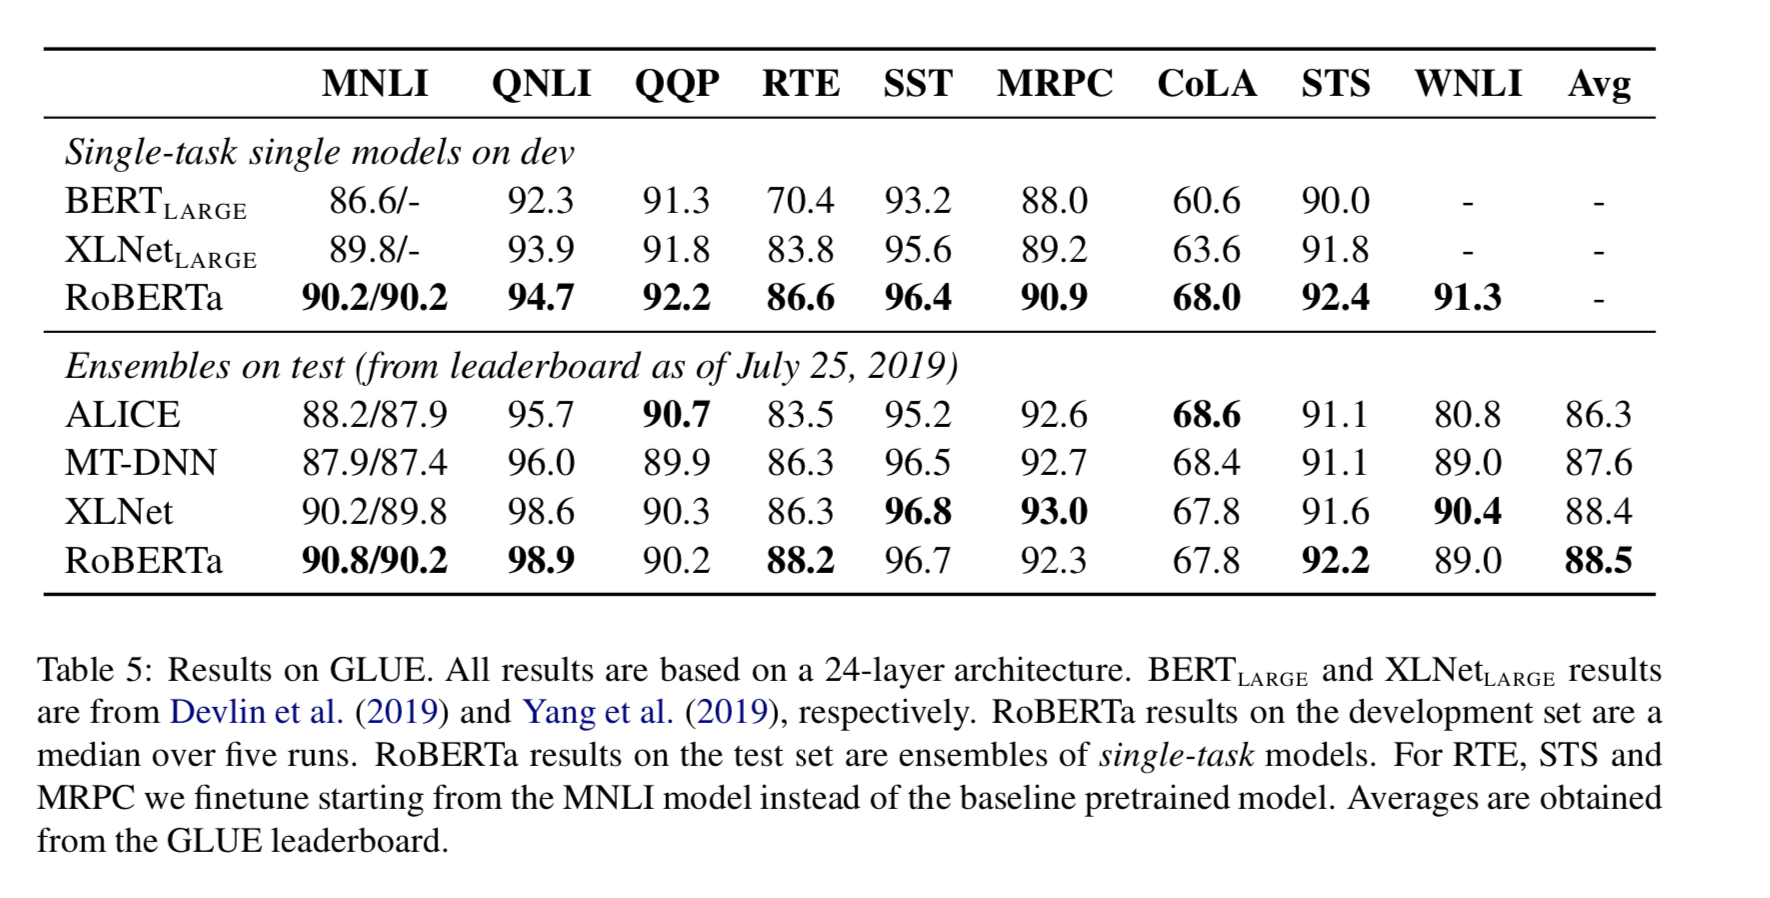 MNLI QNLI QQP RTE SST MRPC CoLA STS WNLI Avg
Single-task single models on dev
BERTLARGE 86.6/- 92.3 91.3 70.4 93.2 88.0 60.6 90.0 - -
XLNetLARGE 89.8/- 93.9 91.8 83.8 95.6 89.2 63.6 91.8 - -
RoBERTa 90.2/90.2 94.7 92.2 86.6 96.4 90.9 68.0 92.4 91.3 -
Ensembles on test (from leaderboard as of July 25, 2019)
ALICE 88.2/87.9 95.7 90.7 83.5 95.2 92.6 68.6 91.1 80.8 86.3
MT-DNN 87.9/87.4 96.0 89.9 86.3 96.5 92.7 68.4 91.1 89.0 87.6
XLNet 90.2/89.8 98.6 90.3 86.3 96.8 93.0 67.8 91.6 90.4 88.4
RoBERTa 90.8/90.2 98.9 90.2 88.2 96.7 92.3 67.8 92.2 89.0 88.5
Table 5: Results on GLUE. All results are based on a 24-layer architecture. BERTLARGE and XLNetLARGE results
are from Devlin et al. (2019) and Yang et al. (2019), respectively. RoBERTa results on the development set are a
median over five runs. RoBERTa results on the test set are ensembles of single-task models. For RTE, STS and
MRPC we finetune starting from the MNLI model instead of the baseline pretrained model. Averages are obtained
from the GLUE leaderboard.